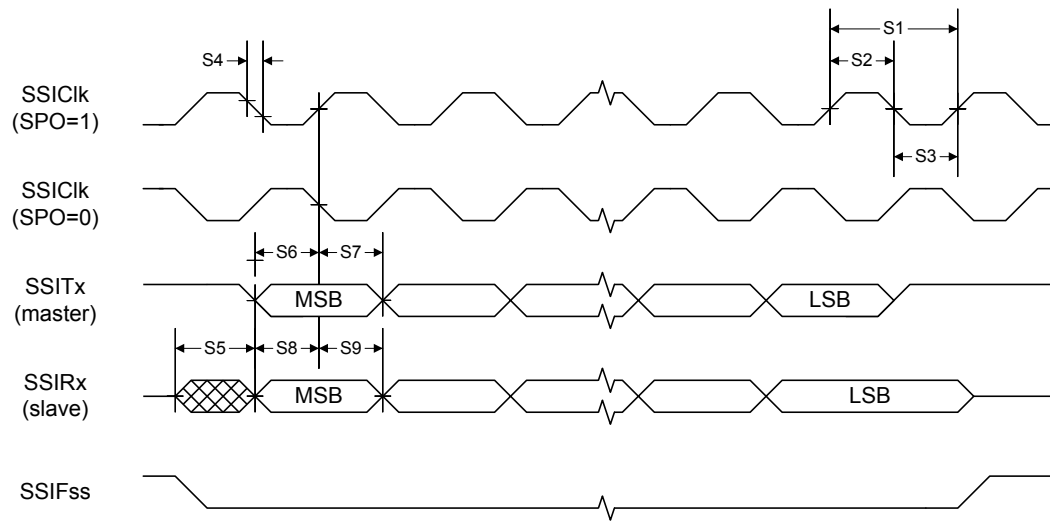 S1
S4
S2
SSIClk
(SPO=1)
S3
SSIClk
(SPO=0)
S6
S7
SSITx
(master)
MSB
LSB
S5
S8
S9
SSIRx
(slave)
MSB
LSB
SSIFss